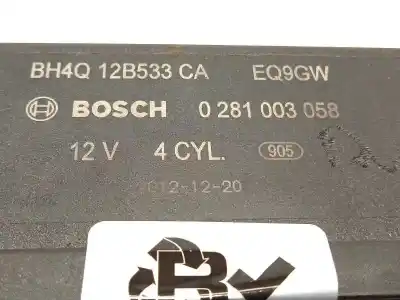 BH4Q 12B533 CA EQ9GW
BOSCH 0 281 003 058
12 V 4 CYL. 905
012-12-20